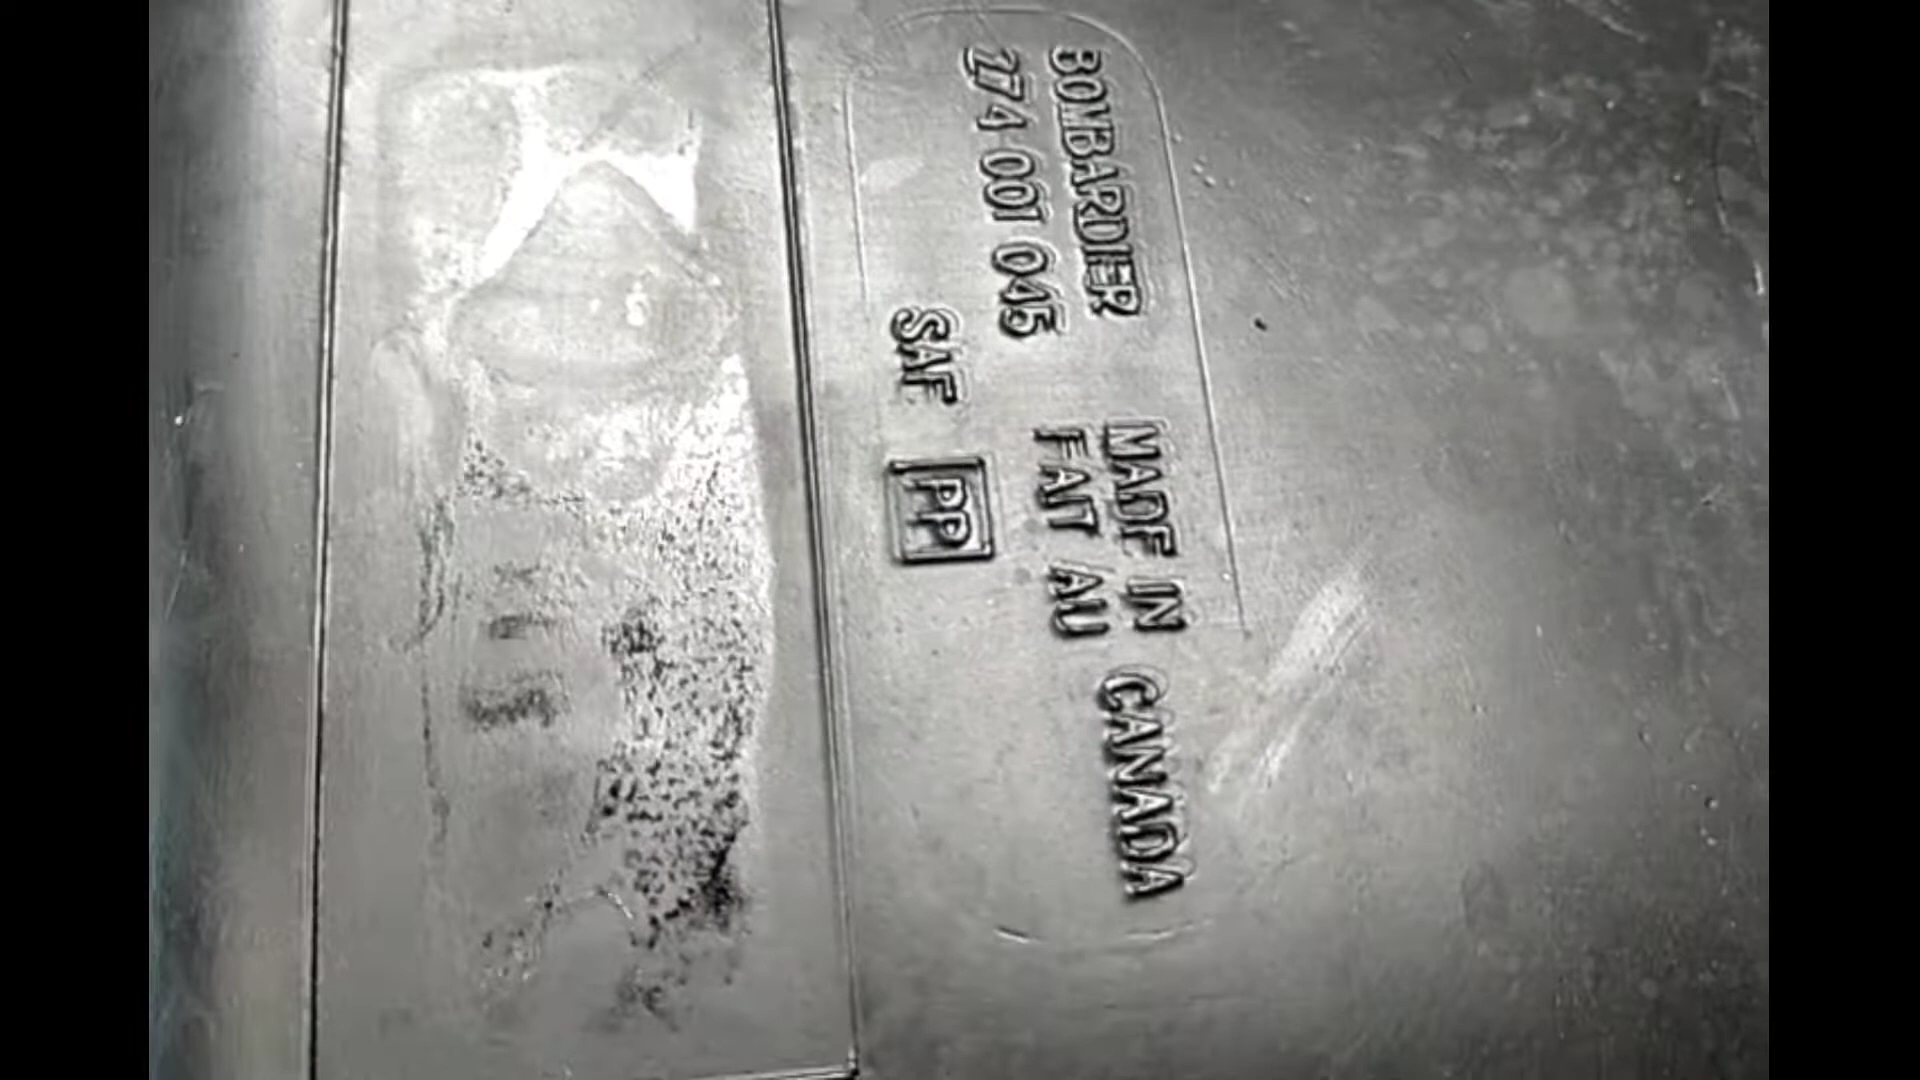 BOMBARDIER
274 001 045
SAF
PP
MADE IN CANADA
FAIT AU